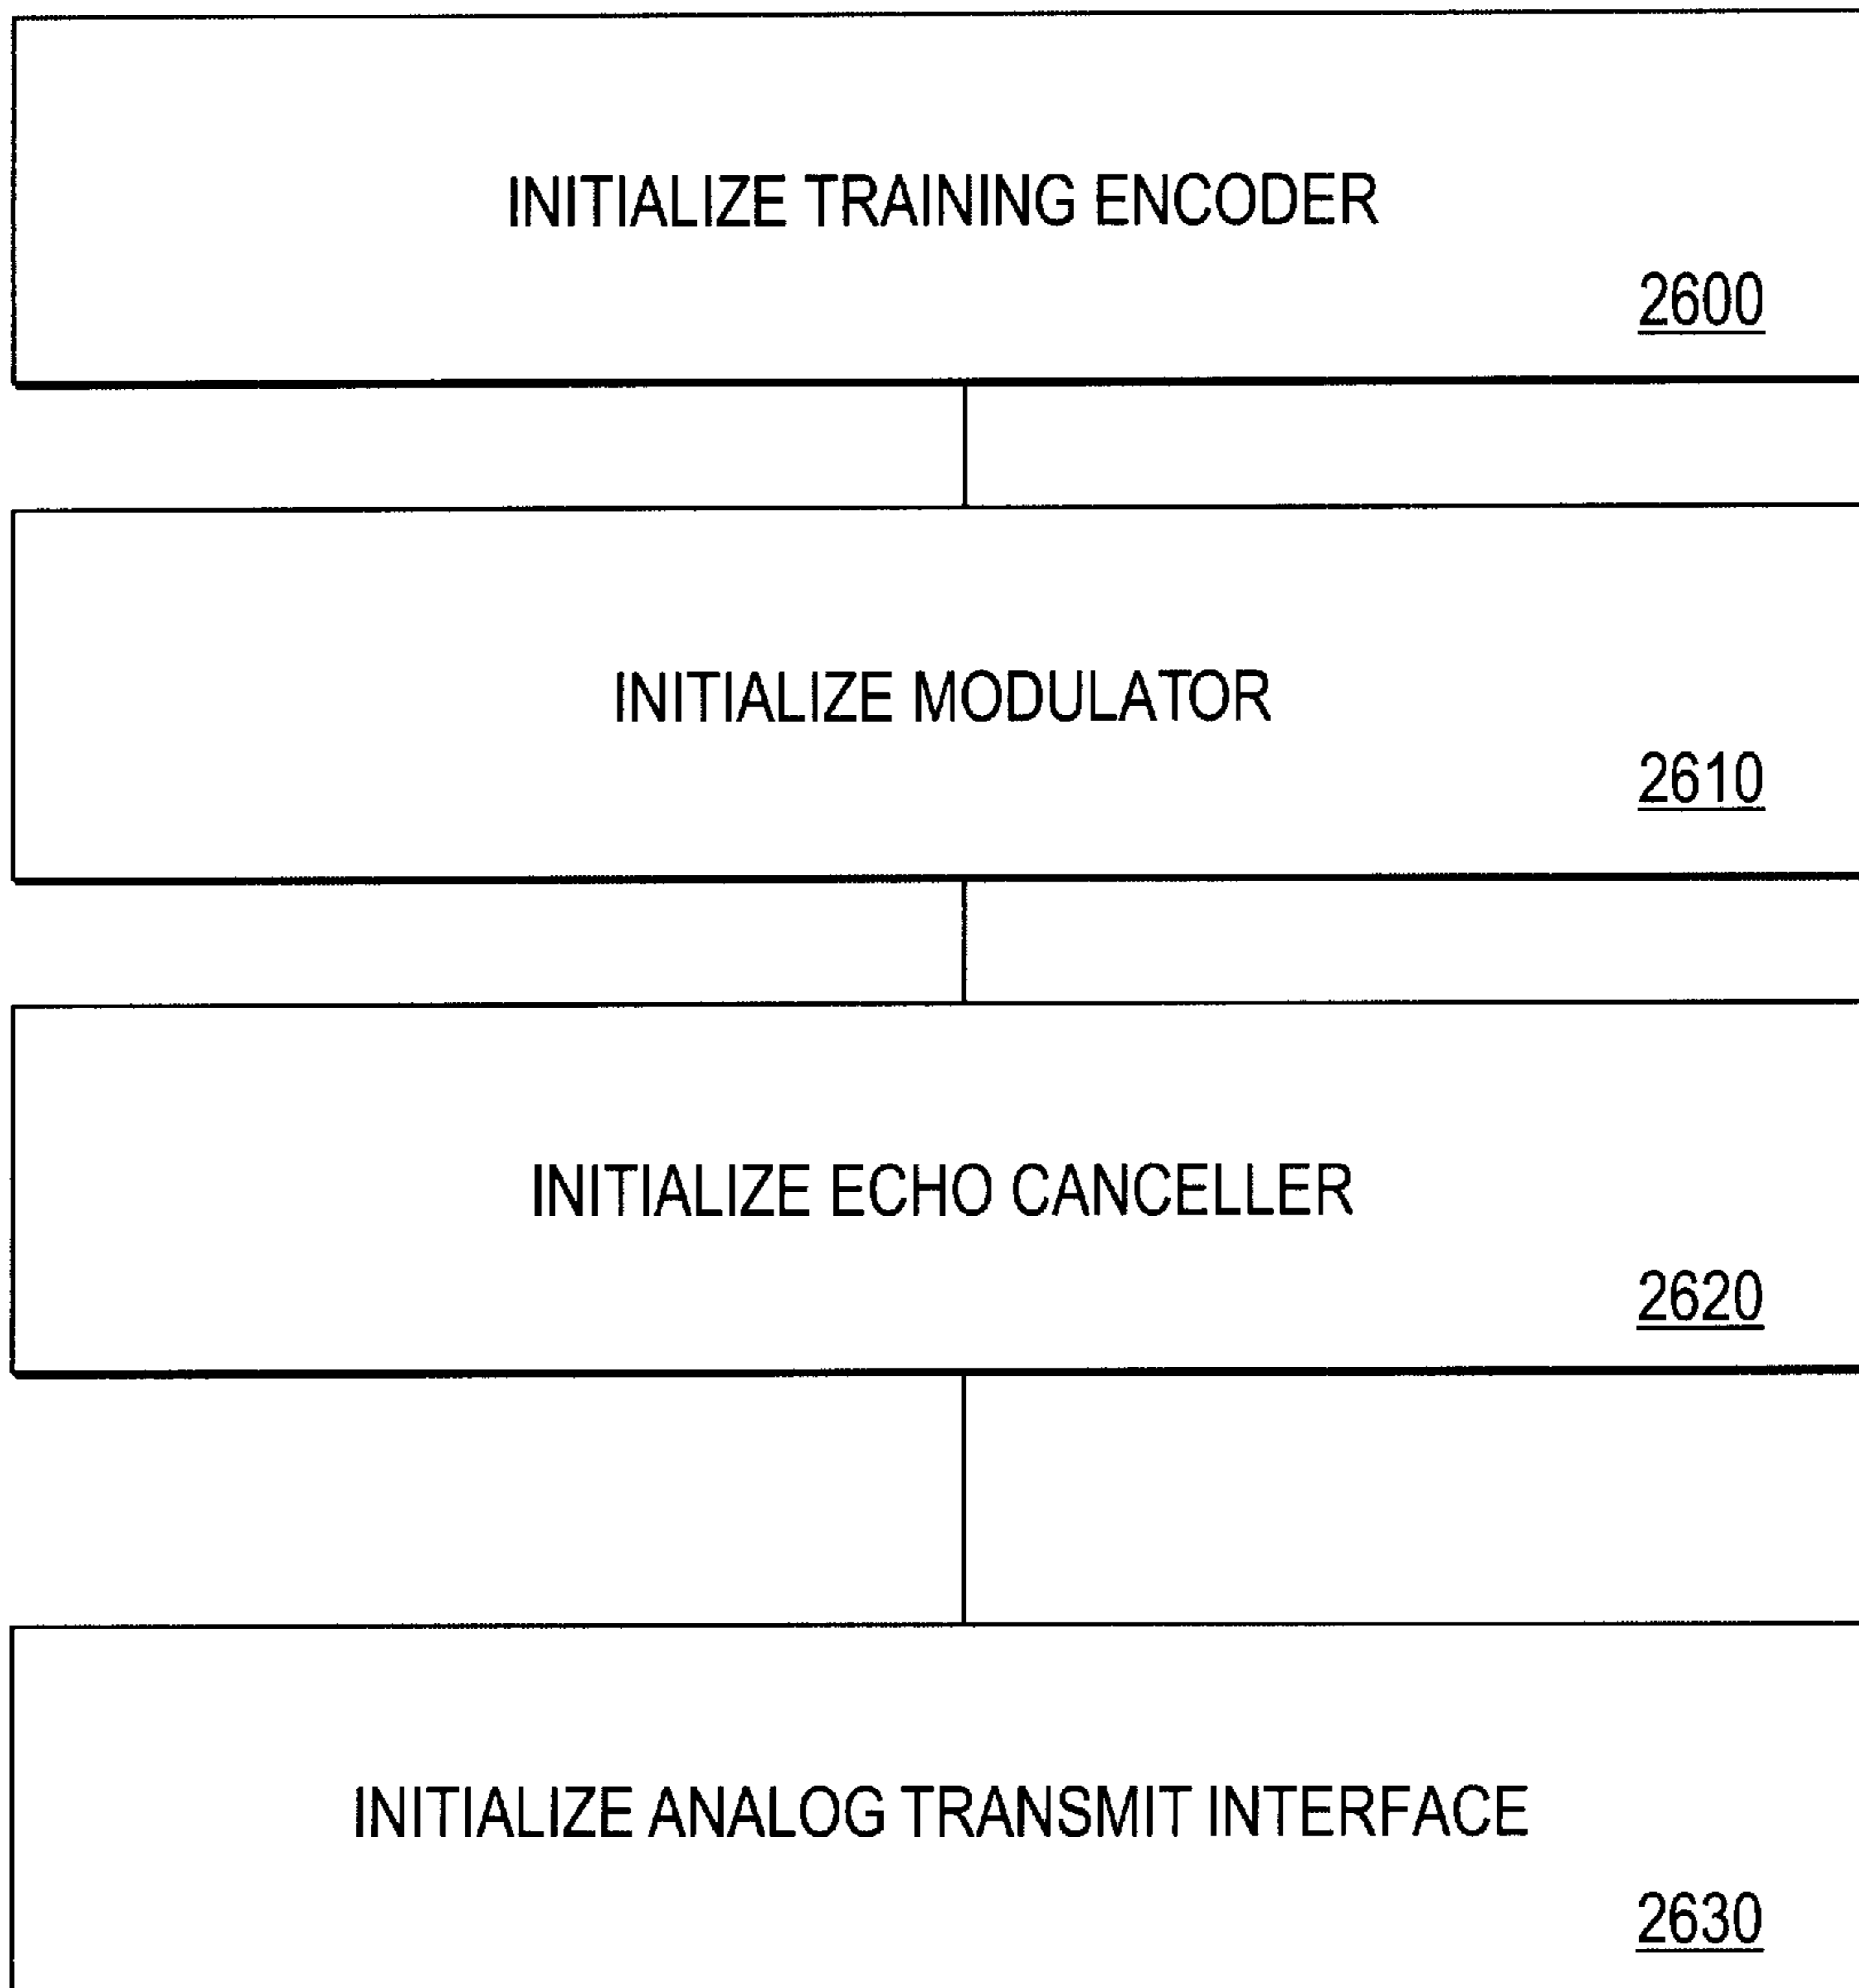 INITIALIZE TRAINING ENCODER
2600
INITIALIZE MODULATOR
2610
INITIALIZE ECHO CANCELLER
2620
INITIALIZE ANALOG TRANSMIT INTERFACE
2630